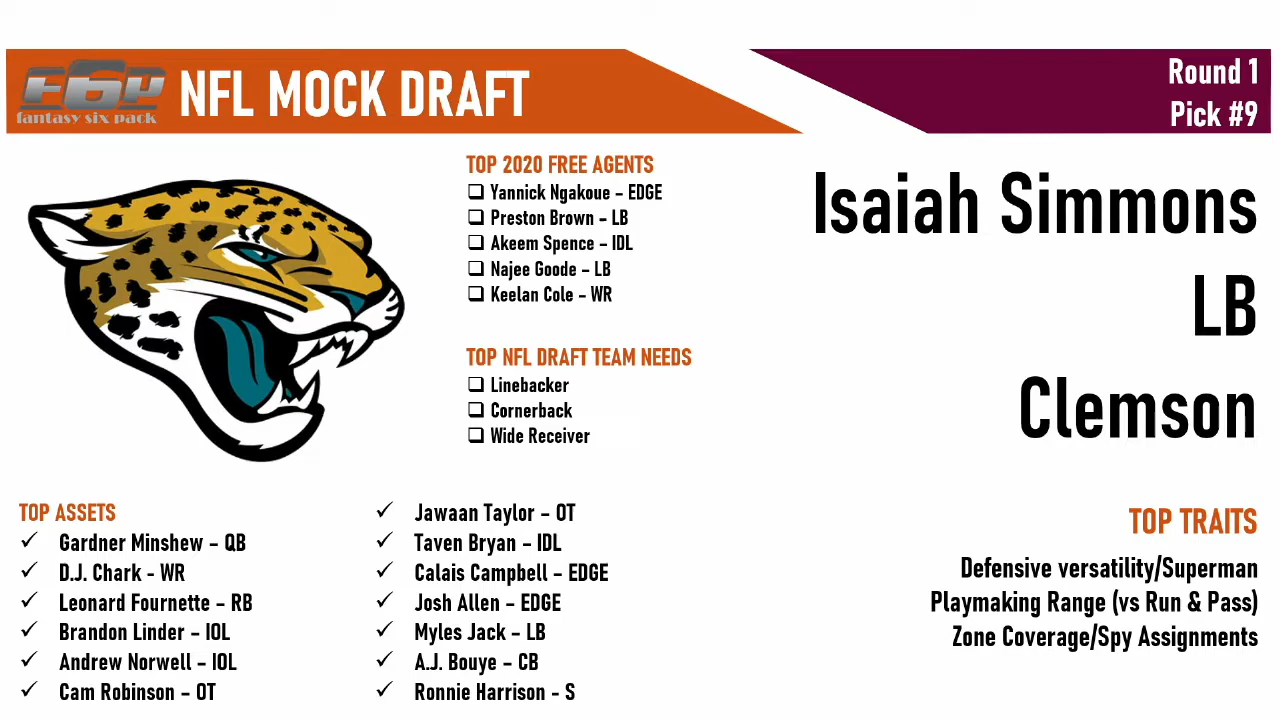 F6P
fantasy six pack
NFL MOCK DRAFT
Round 1
Pick #9
TOP 2020 FREE AGENTS
Yannick Ngakoue – EDGE
Preston Brown – LB
Akeem Spence – IDL
Najee Goode – LB
Keelan Cole – WR
TOP NFL DRAFT TEAM NEEDS
Linebacker
Cornerback
Wide Receiver
Isaiah Simmons
LB
Clemson
TOP ASSETS
Gardner Minshew – QB
D.J. Chark - WR
Leonard Fournette – RB
Brandon Linder – IOL
Andrew Norwell – IOL
Cam Robinson – OT
Jawaan Taylor – OT
Taven Bryan – IDL
Calais Campbell – EDGE
Josh Allen – EDGE
Myles Jack – LB
A.J. Bouye – CB
Ronnie Harrison - S
TOP TRAITS
Defensive versatility/Superman
Playmaking Range (vs Run & Pass)
Zone Coverage/Spy Assignments